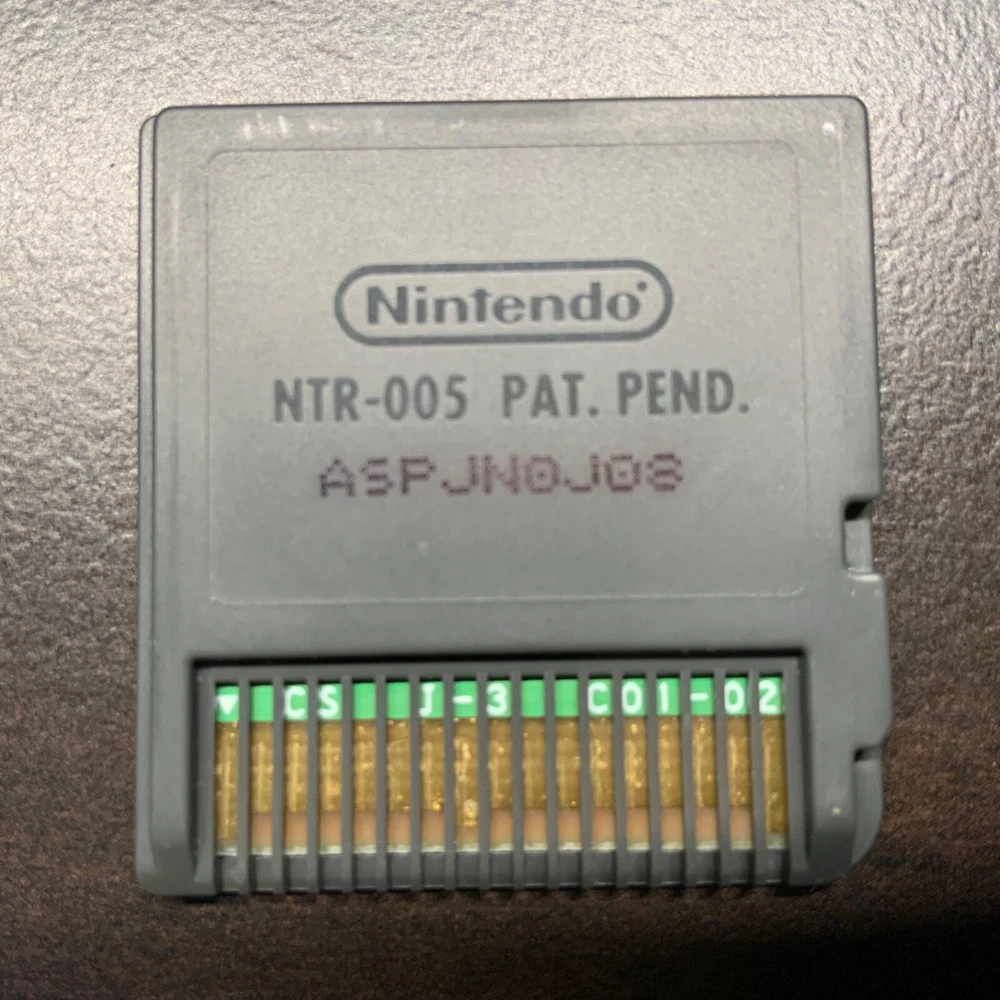 Nintendo
NTR-005 PAT. PEND.
ASPJN0J08
CS J-3 C01-02